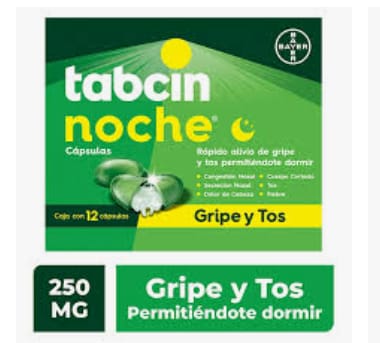 BAYER
BAYER
tabcin
noche®
Cápsulas
Rápido alivio de gripe
y tos permitiéndote dormir
• Congestión Nasal • Cuerpo Cortado
• Secreción Nasal • Tos
• Dolor de Cabeza • Fiebre
Caja con 12 cápsulas
Gripe y Tos
250
MG
Gripe y Tos
Permitiéndote dormir